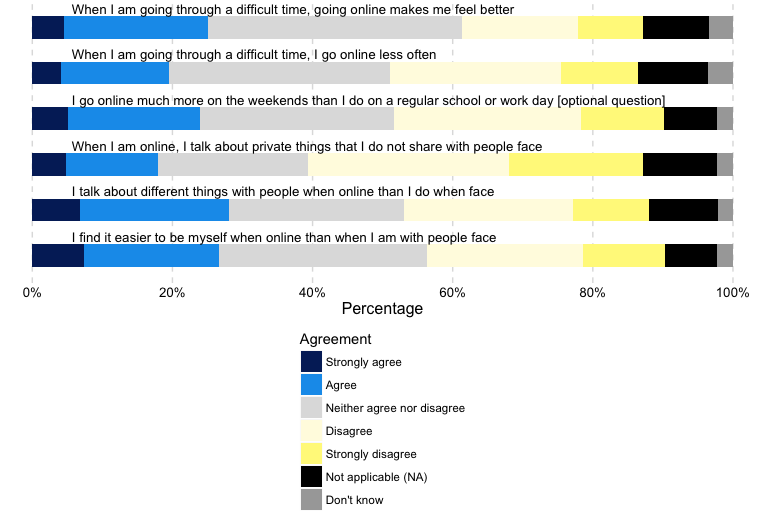 When I am going through a difficult time, going online makes me feel better
When I am going through a difficult time, I go online less often
I go online much more on the weekends than I do on a regular school or work day [optional question]
When I am online, I talk about private things that I do not share with people face
I talk about different things with people when online than I do when face
I find it easier to be myself when online than when I am with people face
0% 20% 40% 60% 80% 100%
Percentage
Agreement
Strongly agree
Agree
Neither agree nor disagree
Disagree
Strongly disagree
Not applicable (NA)
Don't know